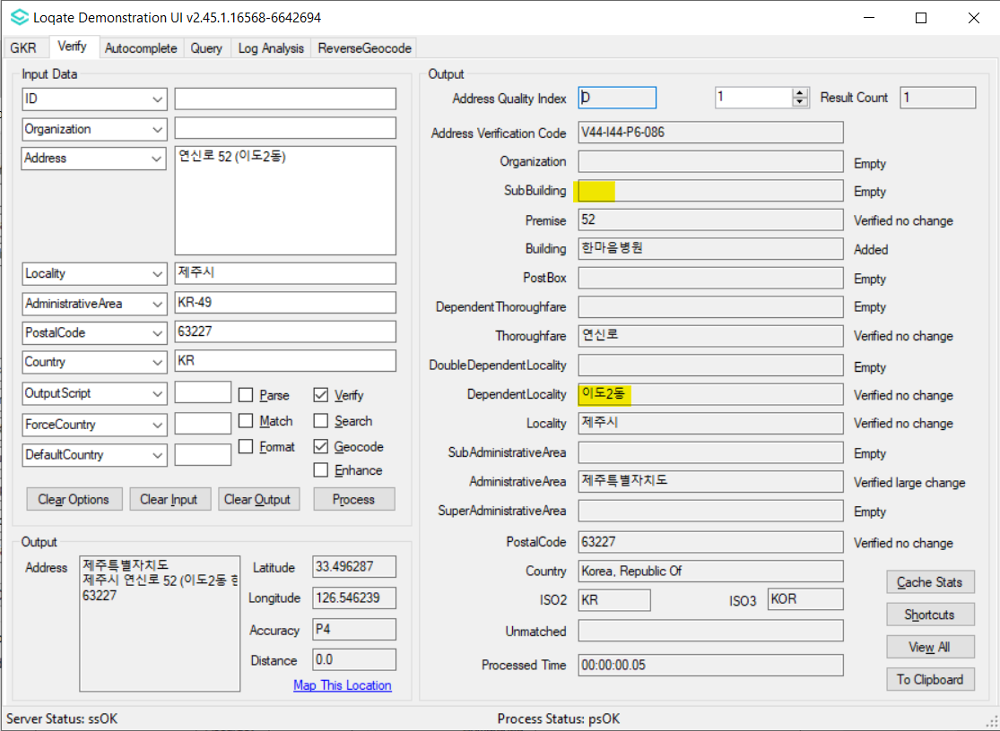 Loqate Demonstration UI v2.45.1.16568-6642694
GKR Verify Autocomplete Query Log Analysis ReverseGeocode
Input Data
ID
Organization
Address 연신로 52 (이도2동)
Locality 제주시
AdministrativeArea KR-49
PostalCode 63227
Country KR
OutputScript Parse Verify
ForceCountry Match Search
DefaultCountry Format Geocode
Enhance
Clear Options Clear Input Clear Output Process
Output
Address 제주특별자치도
제주시 연신로 52 (이도2동
63227
Latitude 33.496287
Longitude 126.546239
Accuracy P4
Distance 0.0
Map This Location
Output
Address Quality Index 1 Result Count 1
Address Verification Code V44-I44-P6-086
Organization Empty
SubBuilding Empty
Premise 52 Verified no change
Building 한마음병원 Added
PostBox Empty
DependentThoroughfare Empty
Thoroughfare 연신로 Verified no change
DoubleDependentLocality Empty
DependentLocality 이도2동 Verified no change
Locality 제주시 Verified no change
SubAdministrativeArea Empty
AdministrativeArea 제주특별자치도 Verified large change
SuperAdministrativeArea Empty
PostalCode 63227 Verified no change
Country Korea, Republic Of
ISO2 KR ISO3 KOR
Unmatched
Processed Time 00:00:00.05
Cache Stats
Shortcuts
View All
To Clipboard
Server Status: ssOK Process Status: psOK